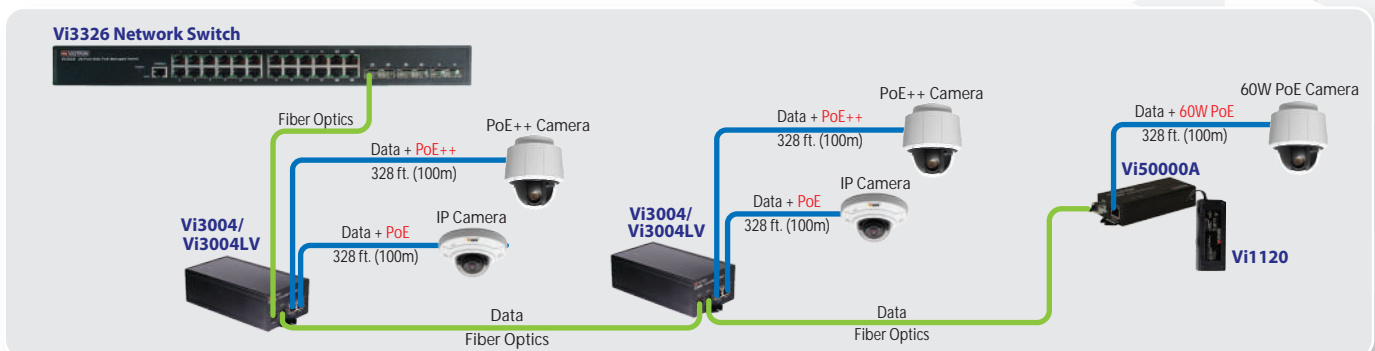 Vi3326 Network Switch
Fiber Optics
Data + PoE++
328 ft. (100m)
PoE++ Camera
Data + PoE
328 ft. (100m)
IP Camera
Vi3004/
Vi3004LV
Data
Fiber Optics
Data + PoE++
328 ft. (100m)
PoE++ Camera
Data + PoE
328 ft. (100m)
IP Camera
Vi3004/
Vi3004LV
Data
Fiber Optics
Data + 60W PoE
328 ft. (100m)
60W PoE Camera
Vi50000A
Vi1120